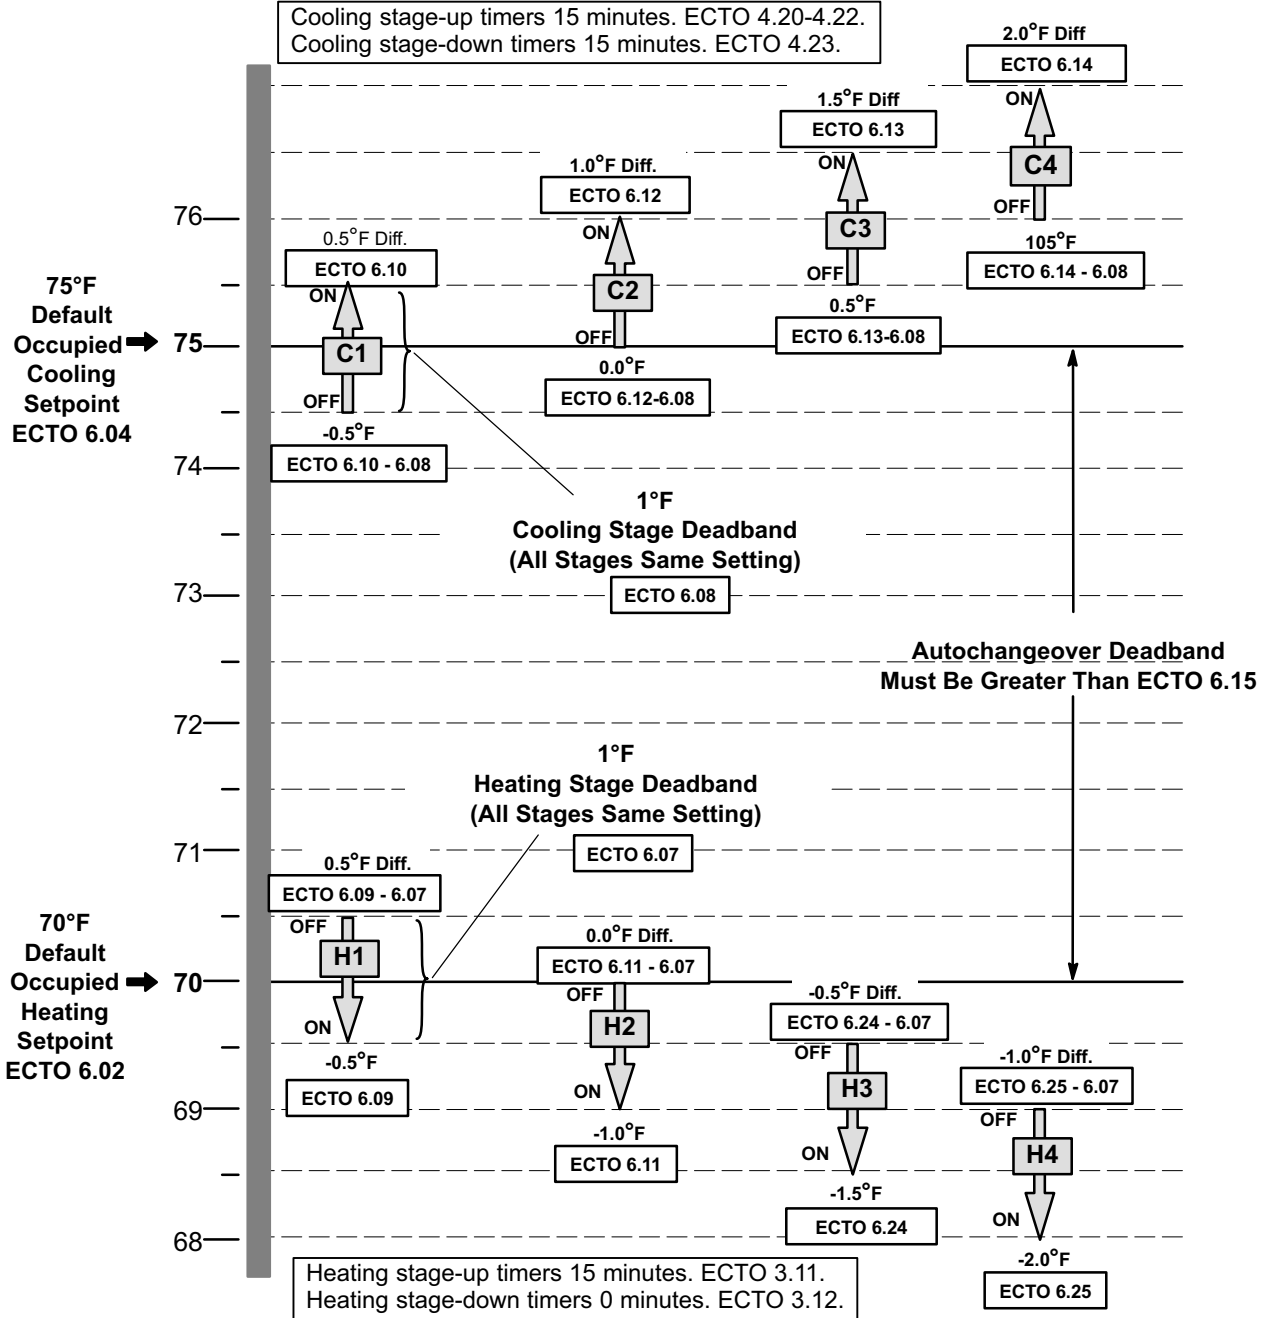 Cooling stage-up timers 15 minutes. ECTO 4.20-4.22.
Cooling stage-down timers 15 minutes. ECTO 4.23.
2.0°F Diff
ECTO 6.14
ON
C4
OFF
105°F
ECTO 6.14 - 6.08
1.5°F Diff
ECTO 6.13
ON
C3
OFF
0.5°F
ECTO 6.13-6.08
1.0°F Diff.
ECTO 6.12
ON
C2
OFF
0.0°F
ECTO 6.12-6.08
0.5°F Diff.
ECTO 6.10
ON
C1
OFF
-0.5°F
ECTO 6.10 - 6.08
76
75°F
Default
Occupied
Cooling
Setpoint
ECTO 6.04
75
74
1°F
Cooling Stage Deadband
(All Stages Same Setting)
ECTO 6.08
73
Autochangeover Deadband
Must Be Greater Than ECTO 6.15
72
1°F
Heating Stage Deadband
(All Stages Same Setting)
ECTO 6.07
71
0.5°F Diff.
ECTO 6.09 - 6.07
OFF
H1
ON
-0.5°F
ECTO 6.09
70°F
Default
Occupied
Heating
Setpoint
ECTO 6.02
70
0.0°F Diff.
ECTO 6.11 - 6.07
OFF
H2
ON
-1.0°F
ECTO 6.11
-0.5°F Diff.
ECTO 6.24 - 6.07
OFF
H3
ON
-1.5°F
ECTO 6.24
-1.0°F Diff.
ECTO 6.25 - 6.07
OFF
H4
ON
-2.0°F
ECTO 6.25
69
68
Heating stage-up timers 15 minutes. ECTO 3.11.
Heating stage-down timers 0 minutes. ECTO 3.12.